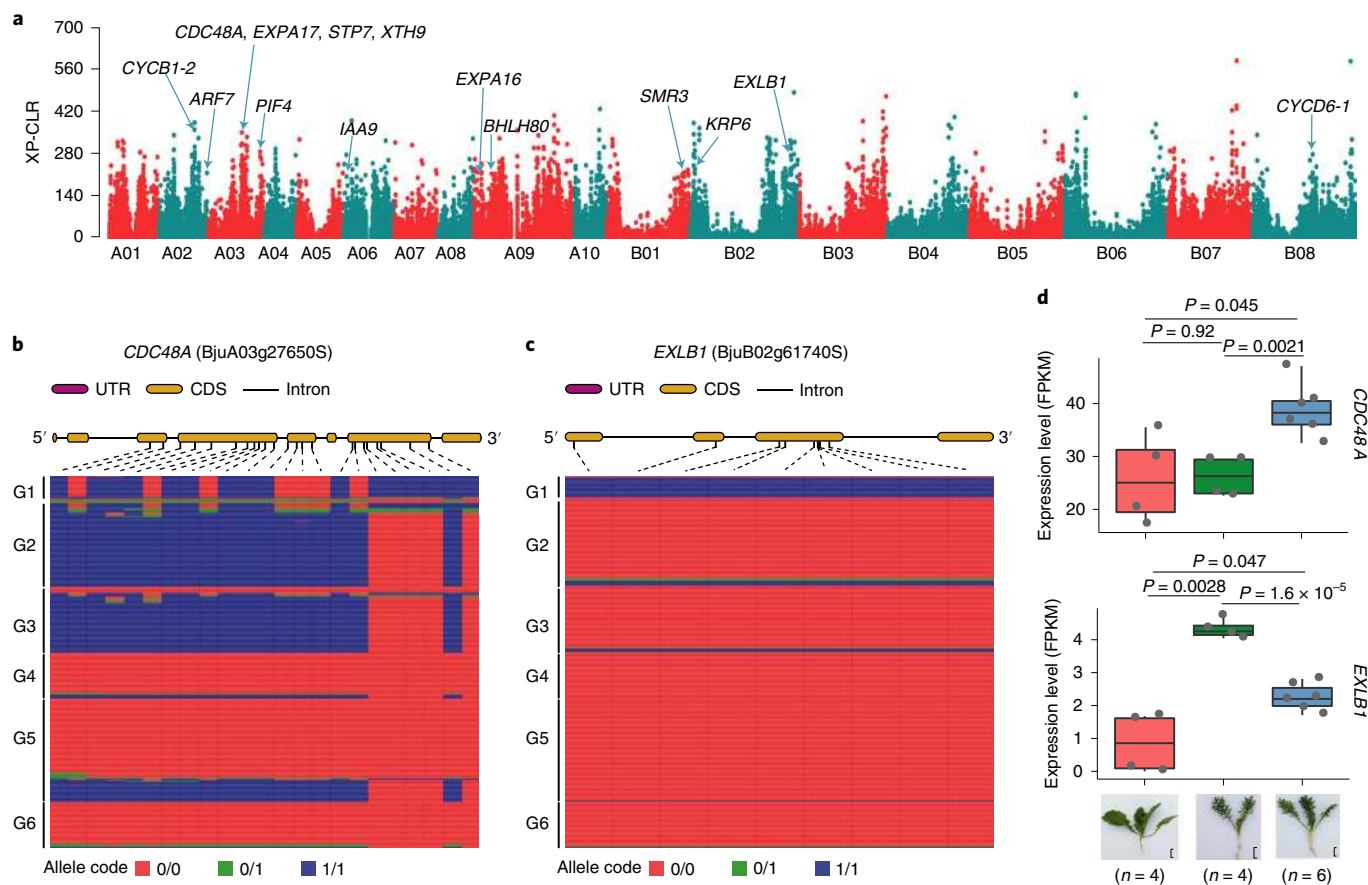 a
700
560
420
280
140
0
XP-CLR
CDC48A, EXPA17, STP7, XTH9
CYCB1-2
ARF7
PIF4
IAA9
EXPA16
BHLH80
SMR3
KRP6
EXLB1
CYCD6-1
A01 A02 A03 A04 A05 A06 A07 A08 A09 A10 B01 B02 B03 B04 B05 B06 B07 B08
b
CDC48A (BjuA03g27650S)
UTR CDS Intron
5′ 3′
G1
G2
G3
G4
G5
G6
Allele code 0/0 0/1 1/1
c
EXLB1 (BjuB02g61740S)
UTR CDS Intron
5′ 3′
G1
G2
G3
G4
G5
G6
Allele code 0/0 0/1 1/1
d
P = 0.045
P = 0.92
P = 0.0021
40
30
20
Expression level (FPKM)
CDC48A
P = 0.047
P = 0.0028
P = 1.6 × 10⁻⁵
4
3
2
1
0
Expression level (FPKM)
EXLB1
(n = 4) (n = 4) (n = 6)